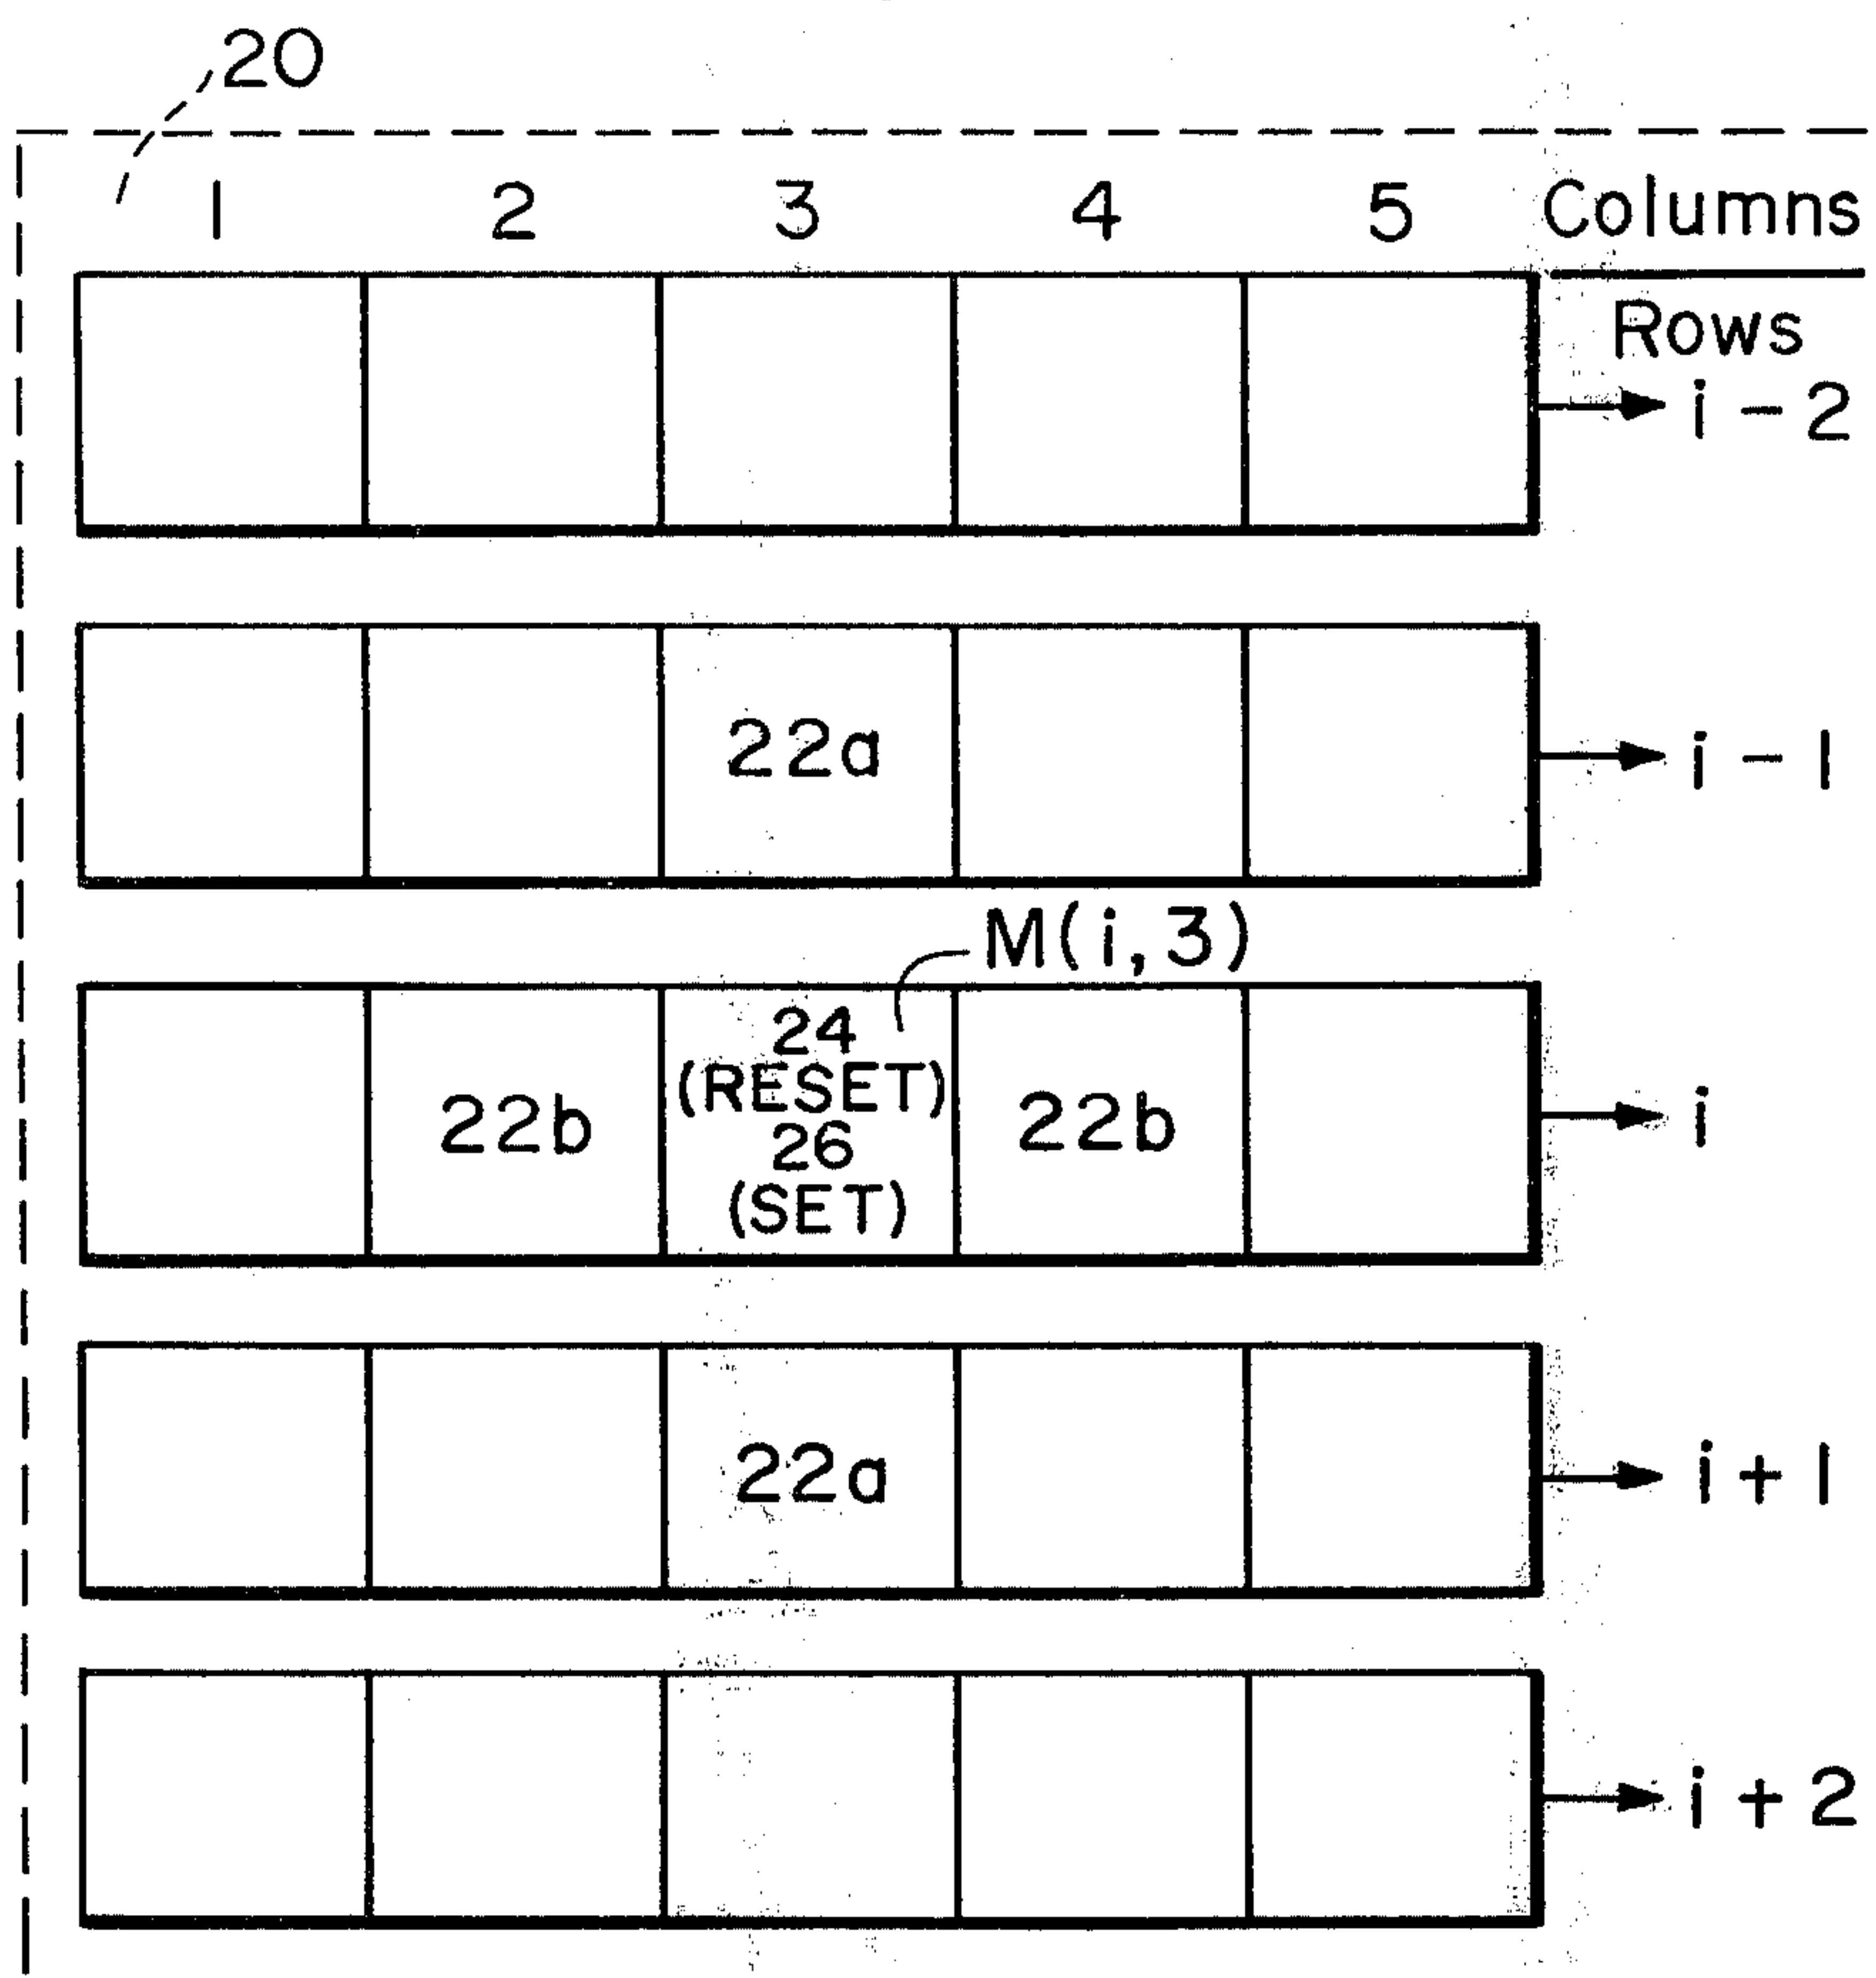 20
1 2 3 4 5 Columns
Rows
i - 2
22a
i - 1
M(i,3)
24
(RESET)
22b 22b i
26
(SET)
22a i + 1
i + 2